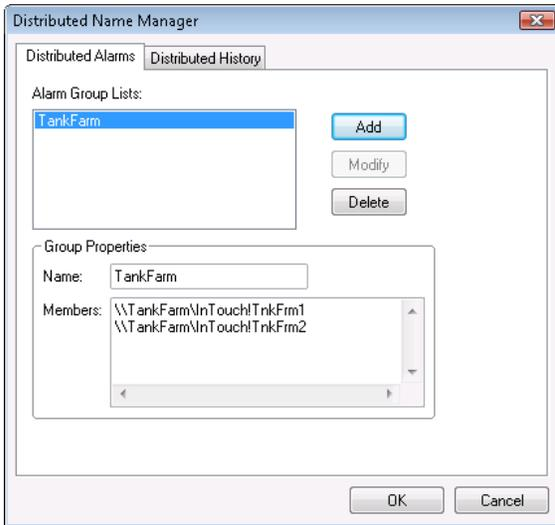 Distributed Name Manager
Distributed Alarms
Distributed History
Alarm Group Lists:
TankFarm
Add
Modify
Delete
Group Properties
Name:
TankFarm
Members:
\\TankFarm\InTouch!TnkFrm1
\\TankFarm\InTouch!TnkFrm2
OK
Cancel